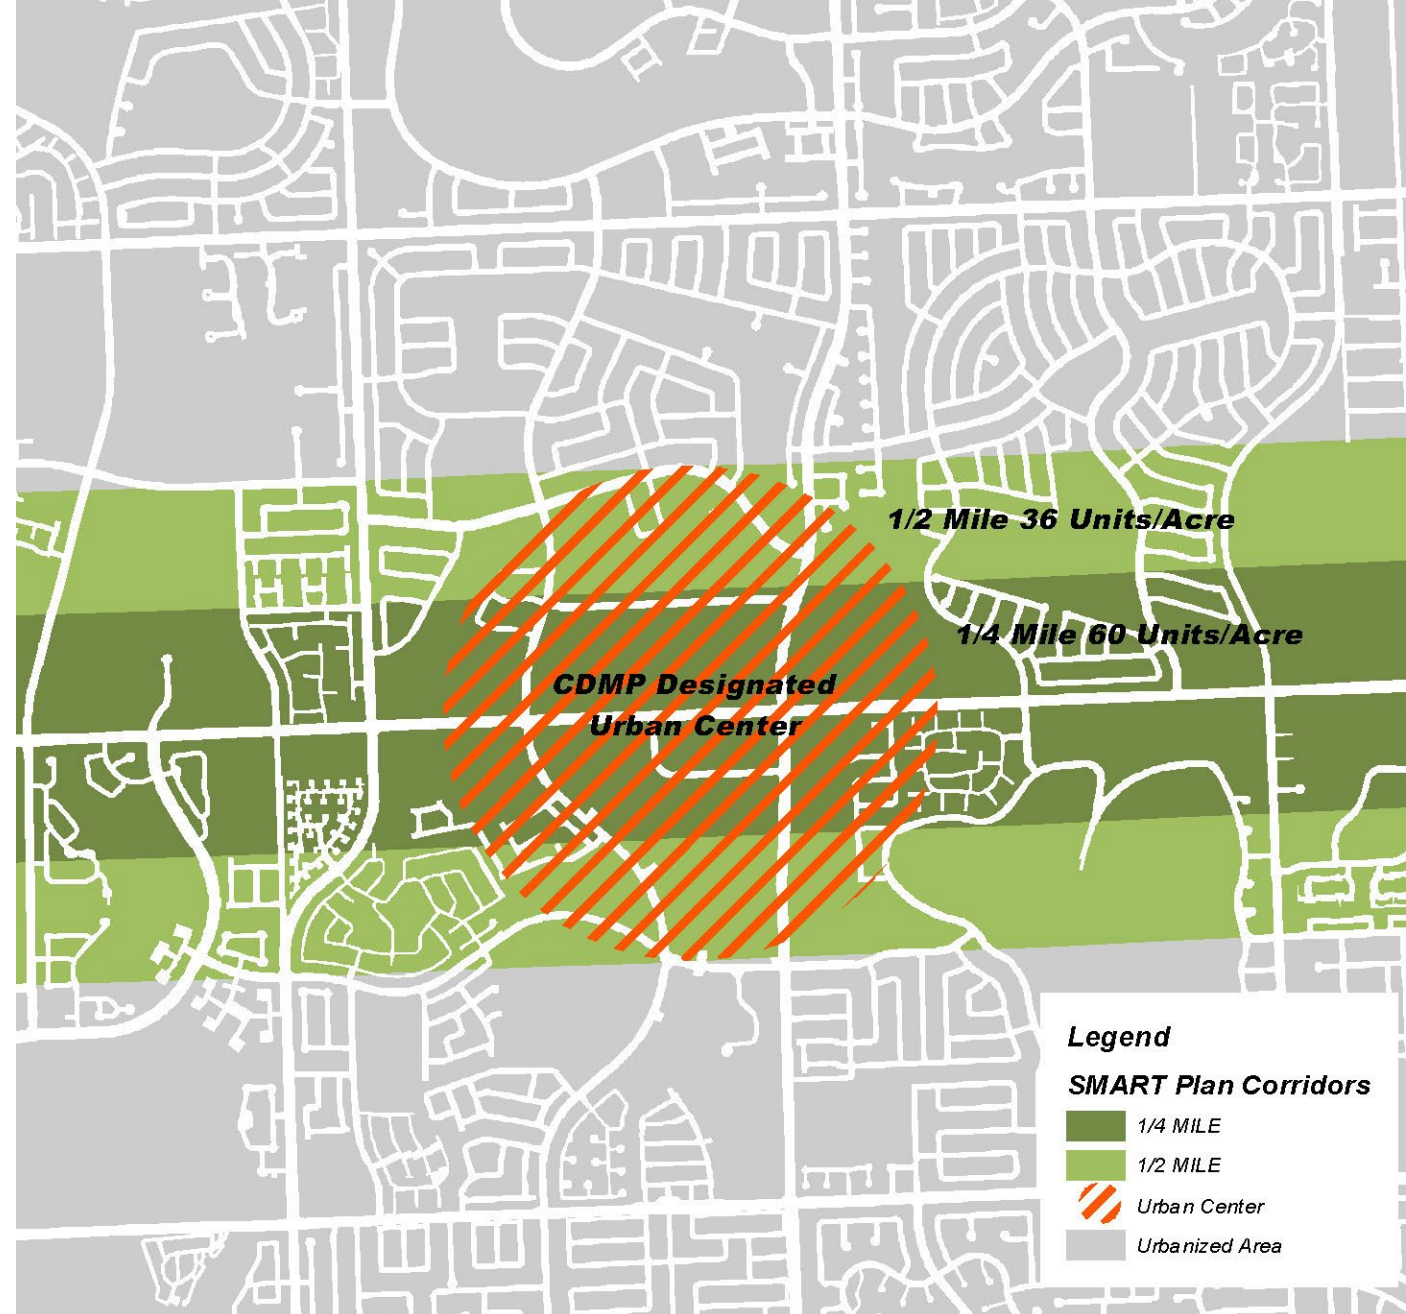 1/2 Mile 36 Units/Acre
1/4 Mile 60 Units/Acre
CDMP Designated
Urban Center
Legend
SMART Plan Corridors
1/4 MILE
1/2 MILE
Urban Center
Urbanized Area